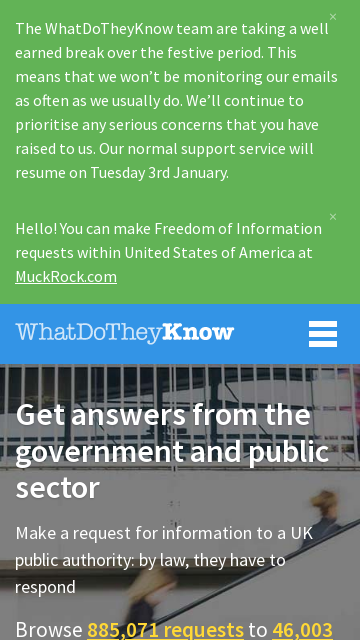 The WhatDoTheyKnow team are taking a well
earned break over the festive period. This
means that we won’t be monitoring our emails
as often as we usually do. We’ll continue to
prioritise any serious concerns that you have
raised to us. Our normal support service will
resume on Tuesday 3rd January.
×
Hello! You can make Freedom of Information
requests within United States of America at
MuckRock.com
×
WhatDoTheyKnow
Get answers from the
government and public
sector
Make a request for information to a UK
public authority: by law, they have to
respond
Browse 885,071 requests to 46,003